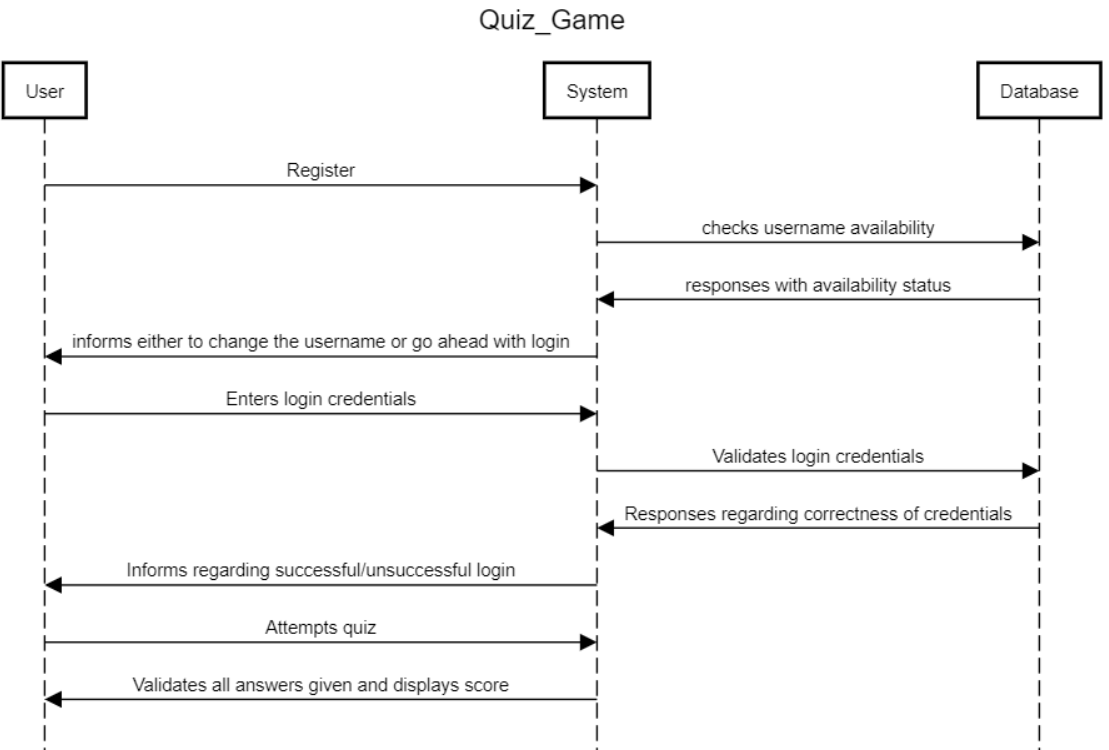 Quiz_Game
User
System
Database
Register
checks username availability
responses with availability status
informs either to change the username or go ahead with login
Enters login credentials
Validates login credentials
Responses regarding correctness of credentials
Informs regarding successful/unsuccessful login
Attempts quiz
Validates all answers given and displays score